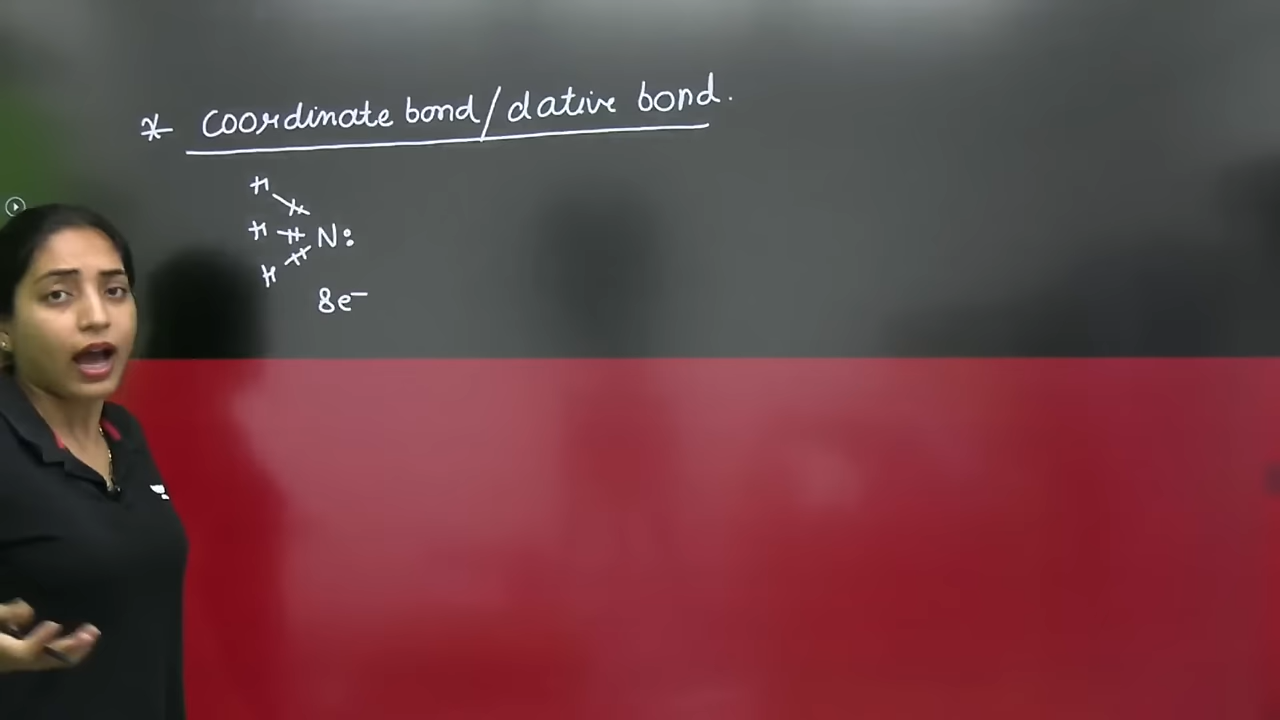 * Coordinate bond/dative bond.
H
H N:
H
8e⁻